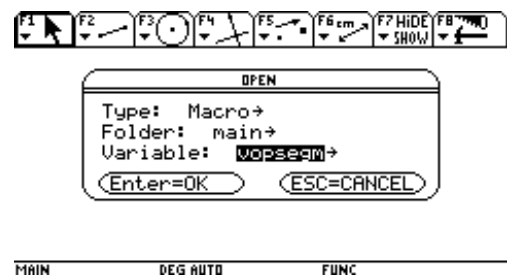 F1 F2 F3 F4 F5 F6 cm F7 HiDE F8
SHOW
OPEN
Type: Macro→
Folder: main→
Variable: vopsegm→
Enter=OK ESC=CANCEL
MAIN DEG AUTO FUNC